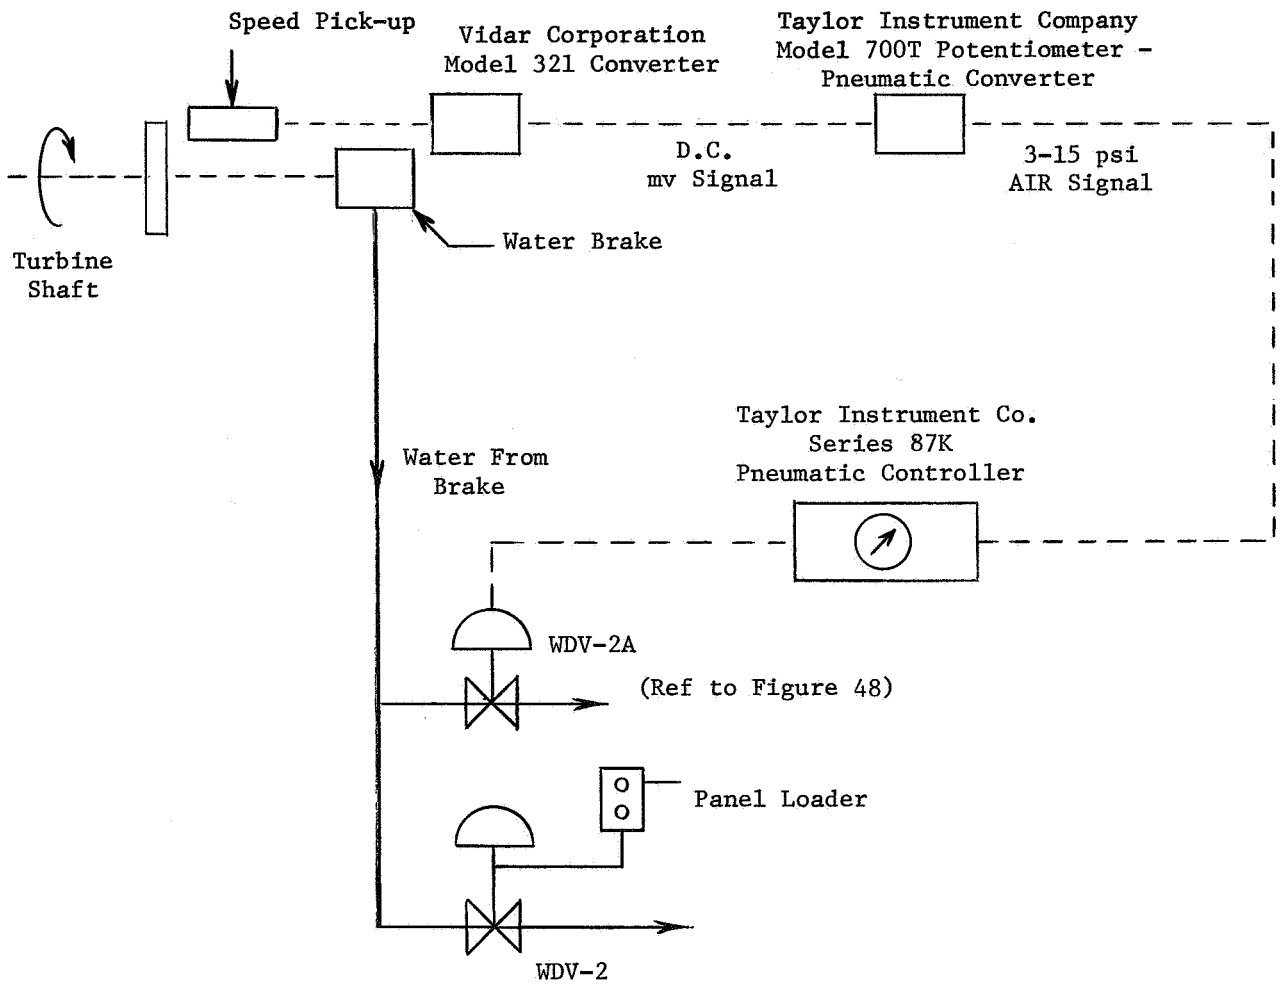 Speed Pick-up
Vidar Corporation
Model 321 Converter
Taylor Instrument Company
Model 700T Potentiometer -
Pneumatic Converter
D.C.
mv Signal
3-15 psi
AIR Signal
Water Brake
Turbine
Shaft
Taylor Instrument Co.
Series 87K
Pneumatic Controller
Water From
Brake
WDV-2A
(Ref to Figure 48)
Panel Loader
WDV-2